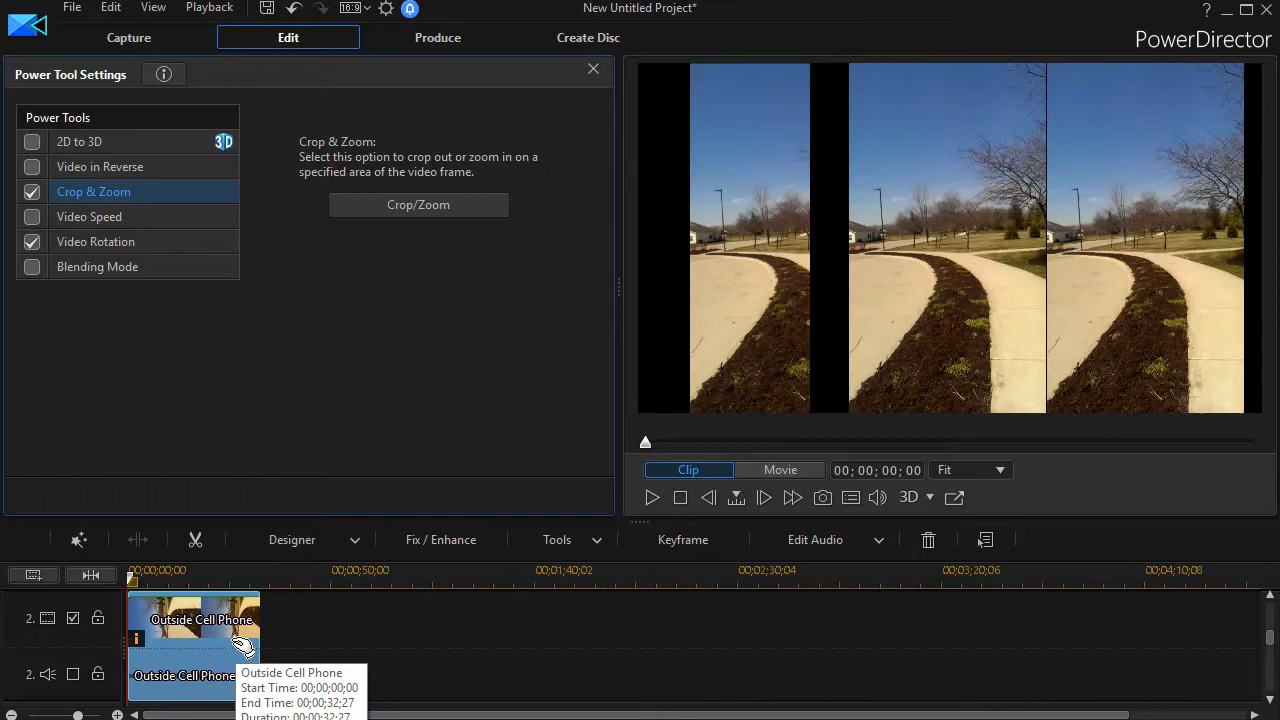 File Edit View Playback 16:9 New Untitled Project* ?
Capture Edit Produce Create Disc PowerDirector
Power Tool Settings
Power Tools
2D to 3D 3D
Video in Reverse
Crop & Zoom
Video Speed
Video Rotation
Blending Mode
Crop & Zoom:
Select this option to crop out or zoom in on a
specified area of the video frame.
Crop/Zoom
Clip Movie 00; 00; 00; 00 Fit
3D
Designer Fix / Enhance Tools Keyframe Edit Audio
00;00;00;00 00;00;50;00 00;01;40;02 00;02;30;04 00;03;20;06 00;04;10;08
2. Outside Cell Phone
i
2. Outside Cell Phone
Outside Cell Phone
Start Time: 00;00;00;00
End Time: 00;00;32;27
Duration: 00;00;32;27